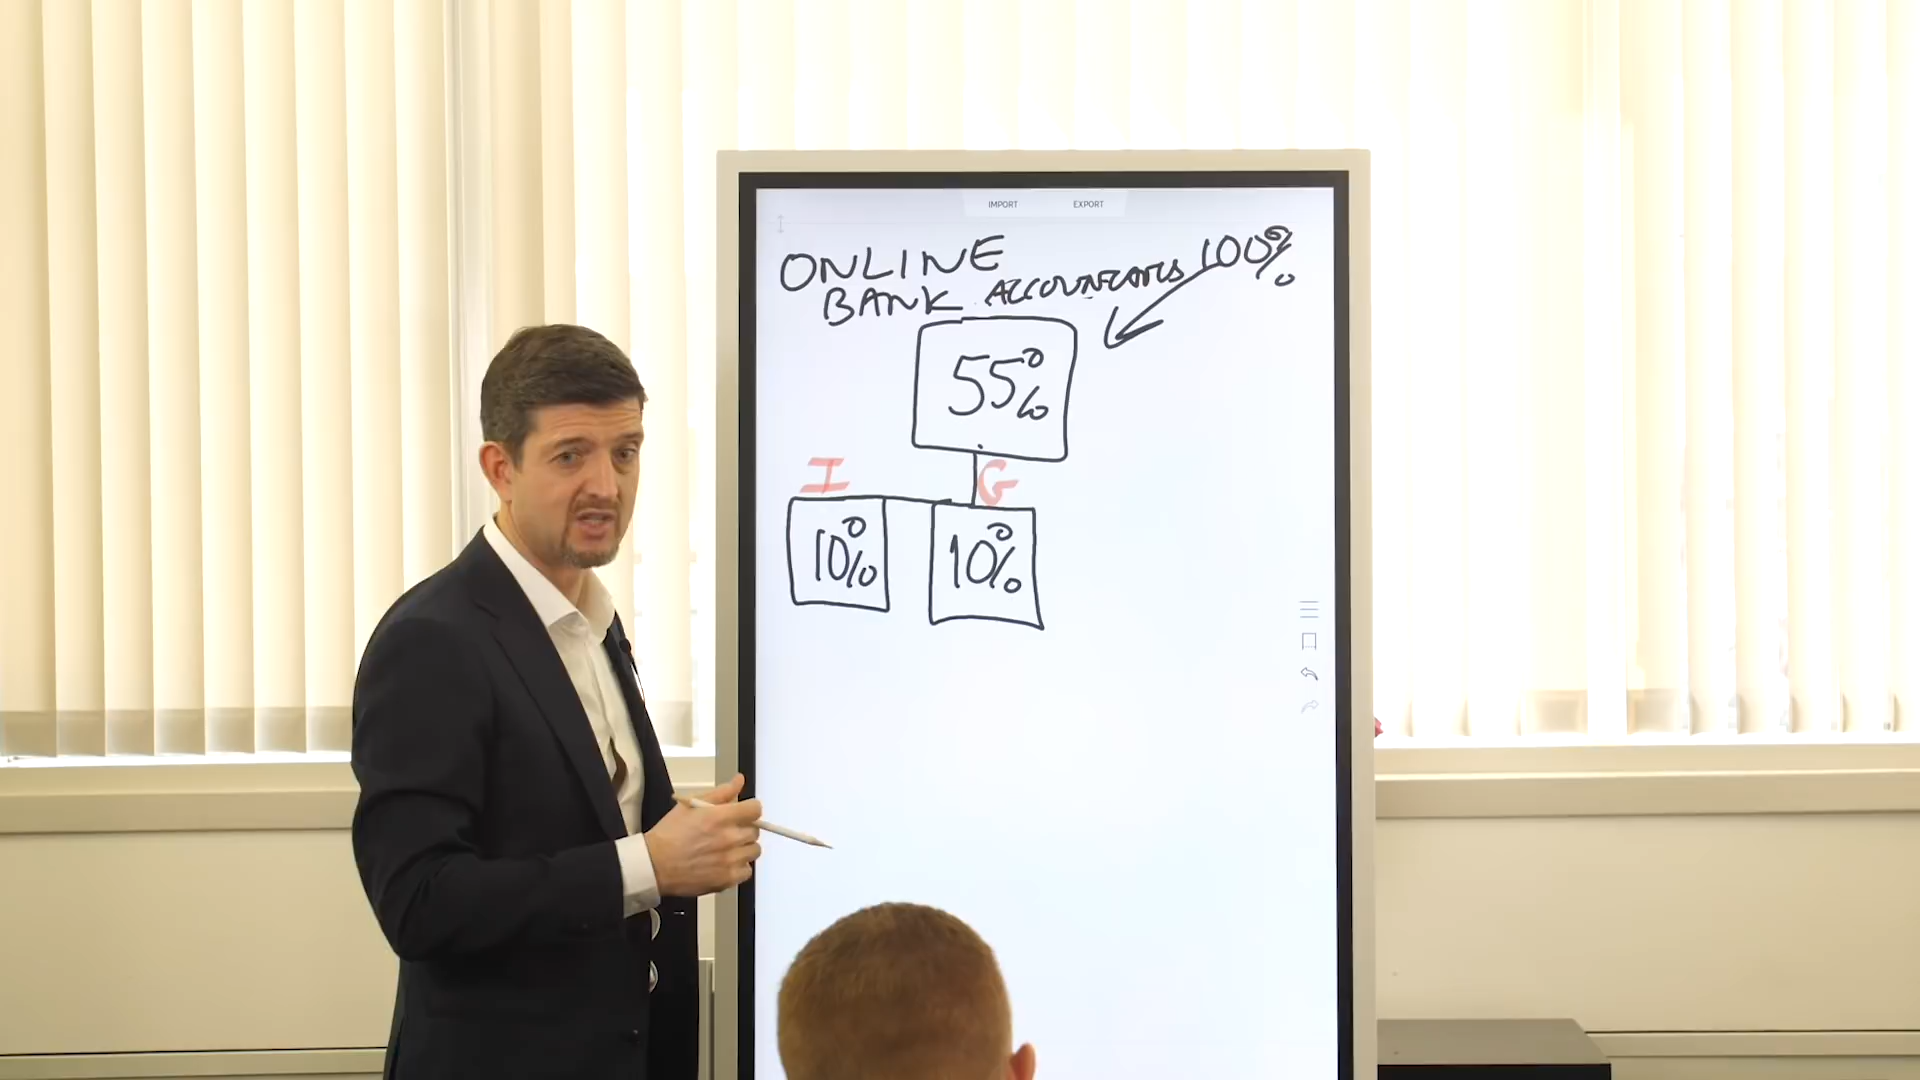 IMPORT EXPORT
ONLINE
BANK ACCOUNTANTS 100%
55%
I G
10% 10%